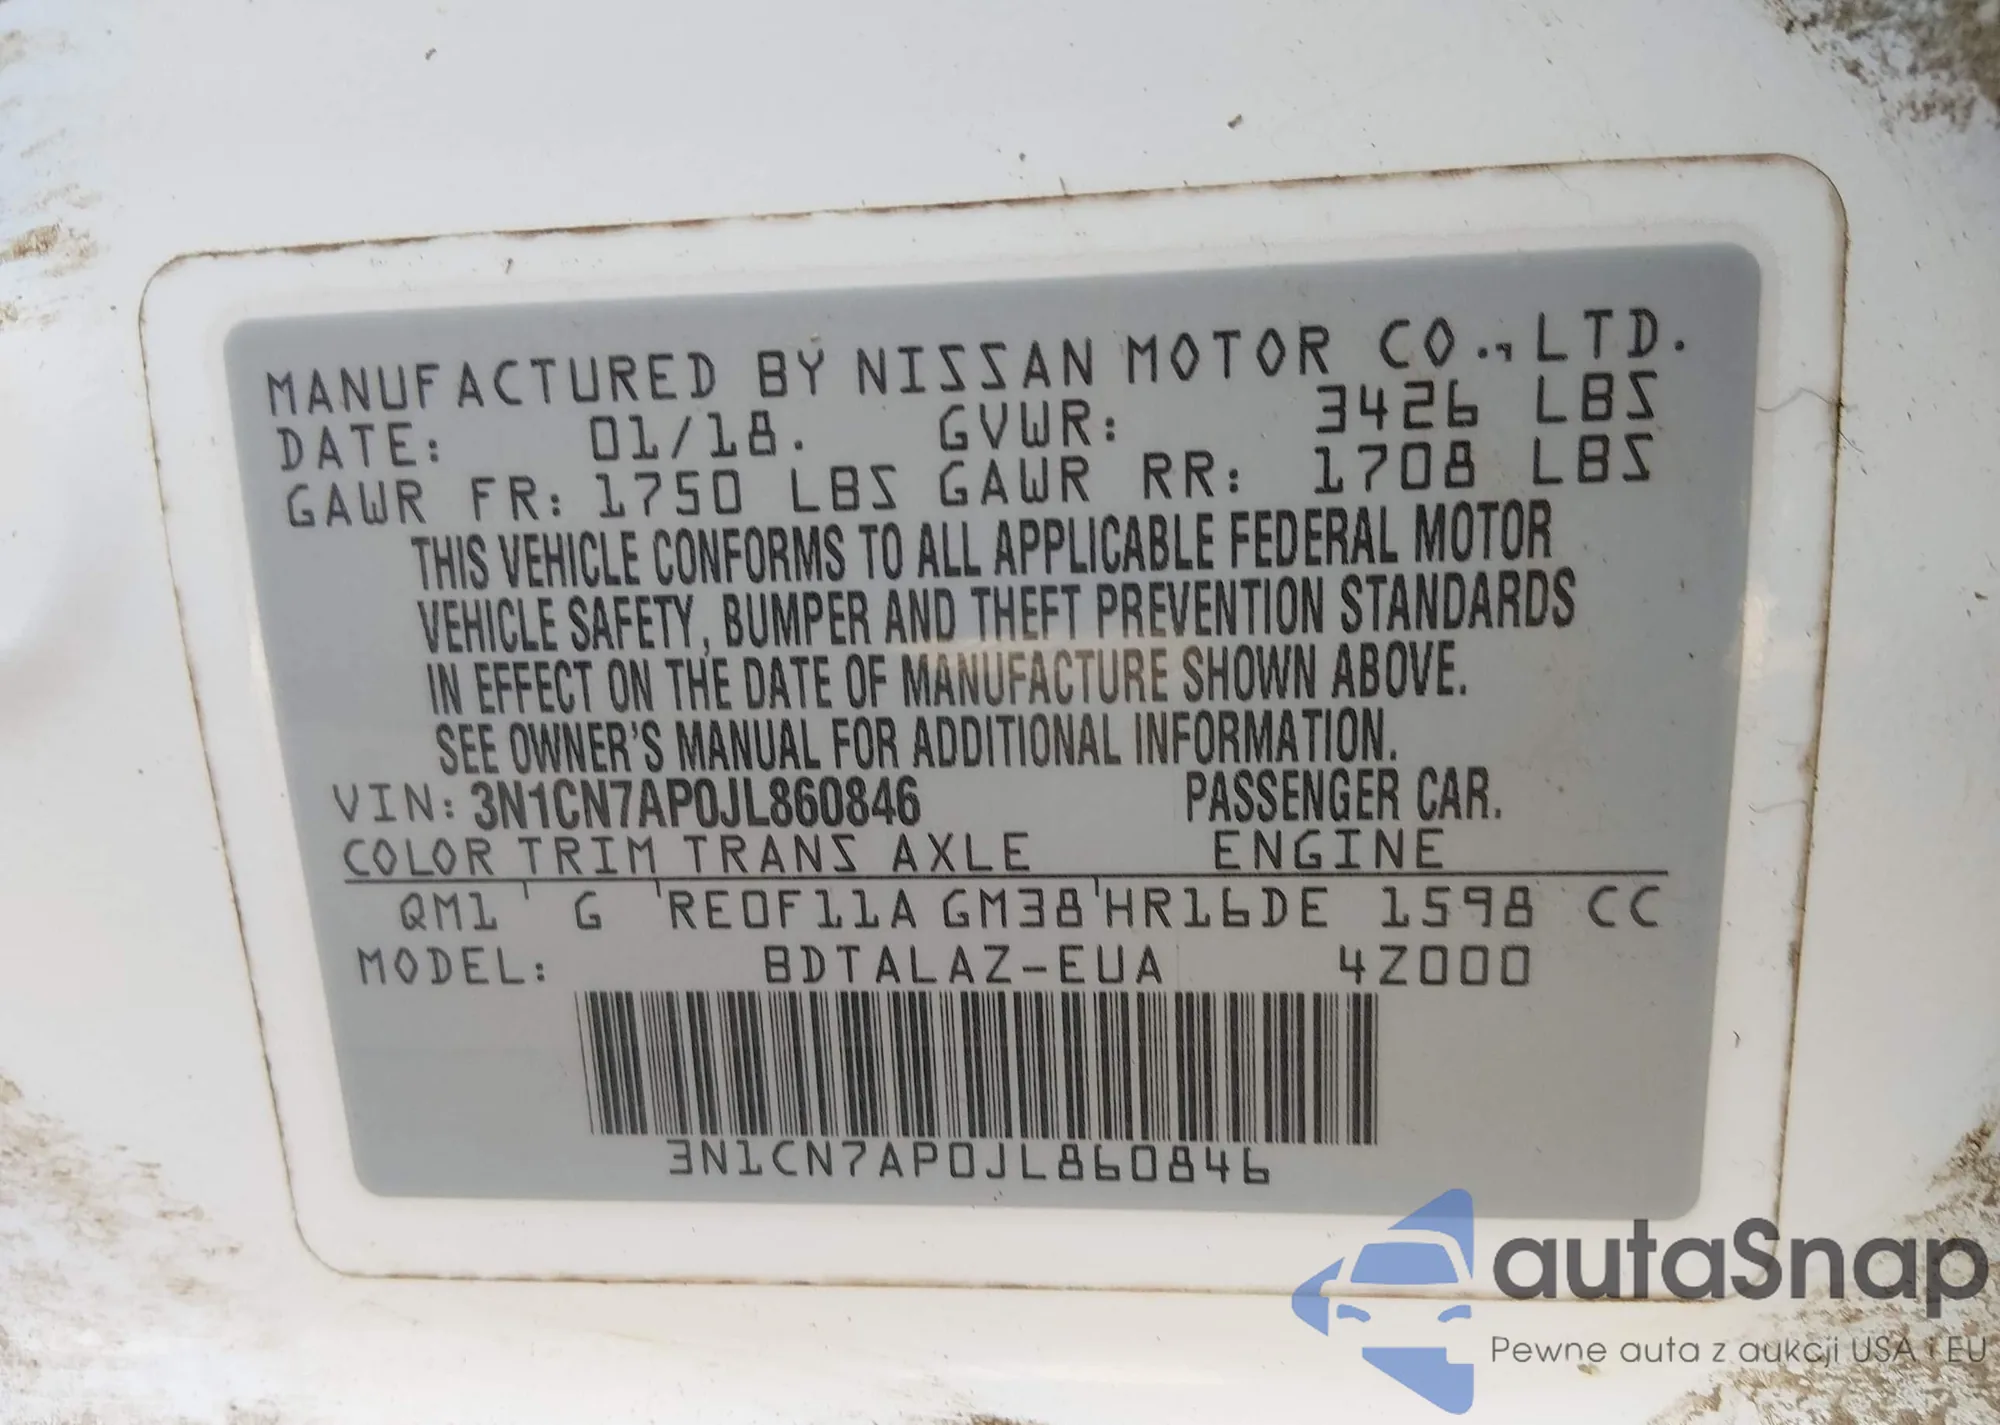 MANUFACTURED BY NISSAN MOTOR CO., LTD.
DATE: 01/18. GVWR: 3426 LBS
GAWR FR: 1750 LBS GAWR RR: 1708 LBS
THIS VEHICLE CONFORMS TO ALL APPLICABLE FEDERAL MOTOR
VEHICLE SAFETY, BUMPER AND THEFT PREVENTION STANDARDS
IN EFFECT ON THE DATE OF MANUFACTURE SHOWN ABOVE.
SEE OWNER'S MANUAL FOR ADDITIONAL INFORMATION.
VIN: 3N1CN7AP0JL860846 PASSENGER CAR.
COLOR TRIM TRANS AXLE ENGINE
QM1 ' G ' RE0F11A GM38 ' HR16DE 1598 CC
MODEL: BDTALAZ-EUA 4Z000
3N1CN7AP0JL860846
autaSnap
Pewne auta z aukcji USA i EU